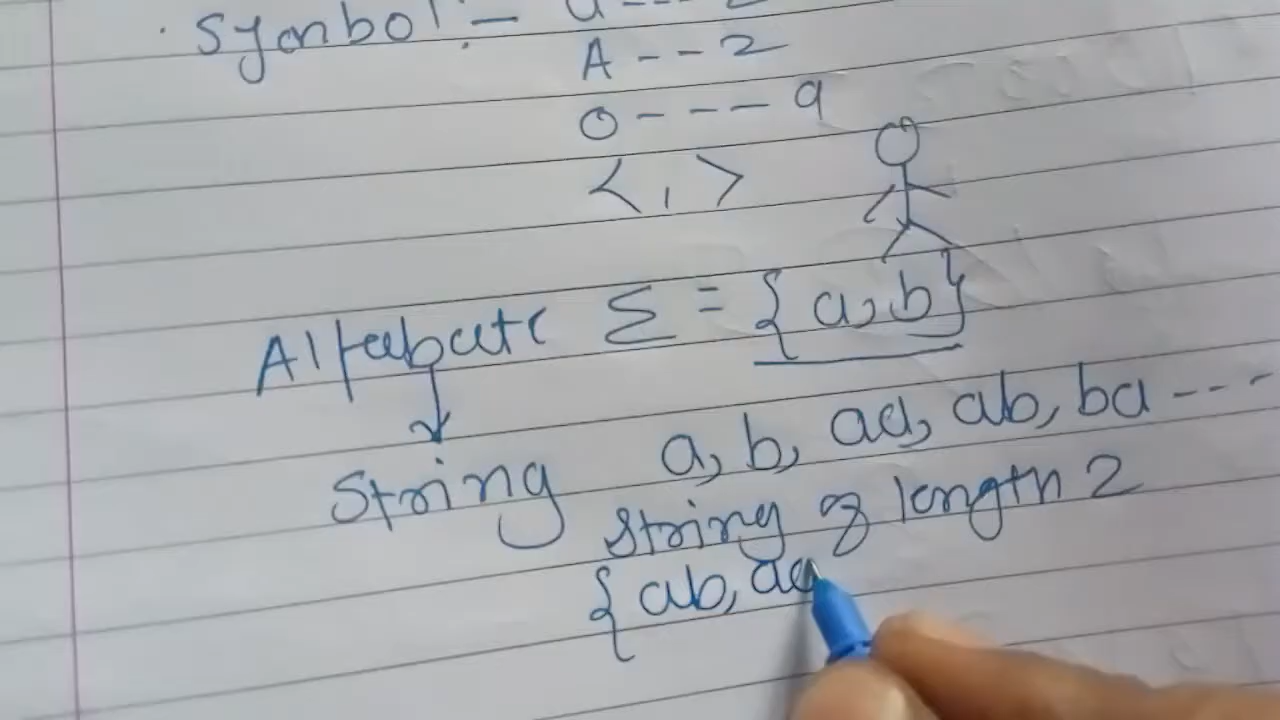 Symbol :- a --- z
A -- z
0 --- 9
< , >
Alfabate Σ = { a, b }
String a, b, aa, ab, ba ---
String of length 2
{ ab, aa